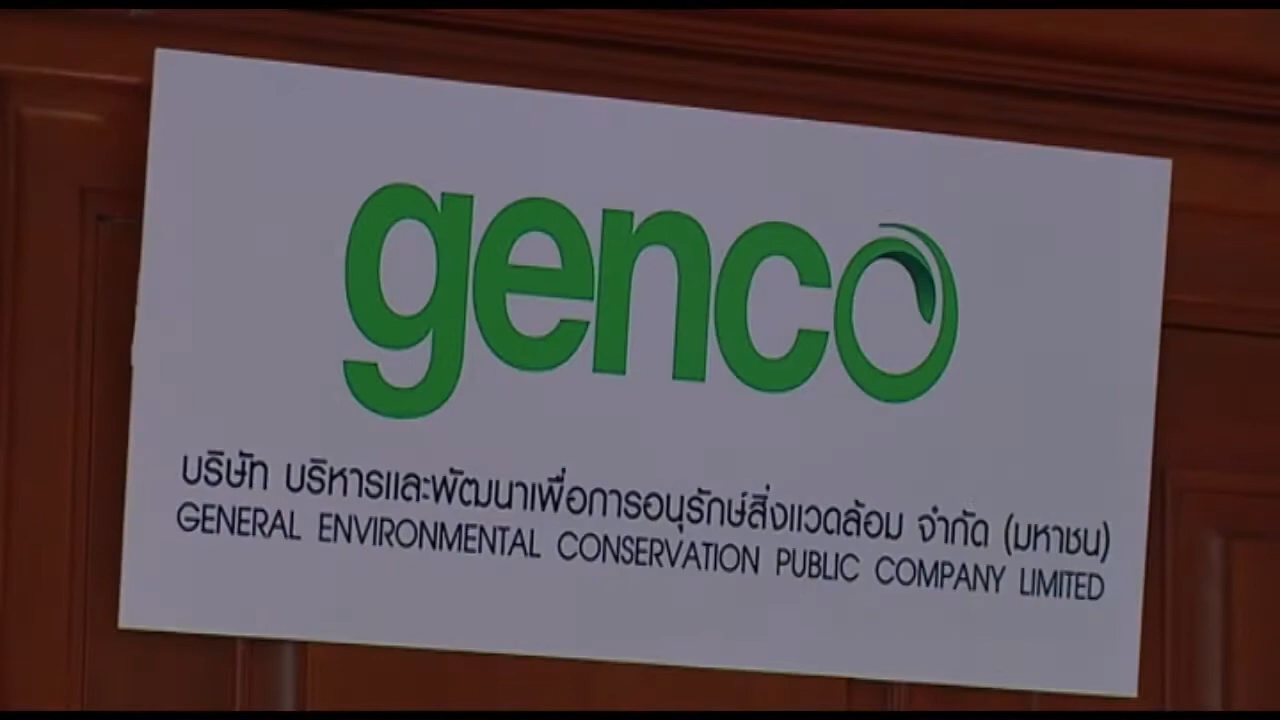 genco
บริษัท บริหารและพัฒนาเพื่อการอนุรักษ์สิ่งแวดล้อม จำกัด (มหาชน)
GENERAL ENVIRONMENTAL CONSERVATION PUBLIC COMPANY LIMITED